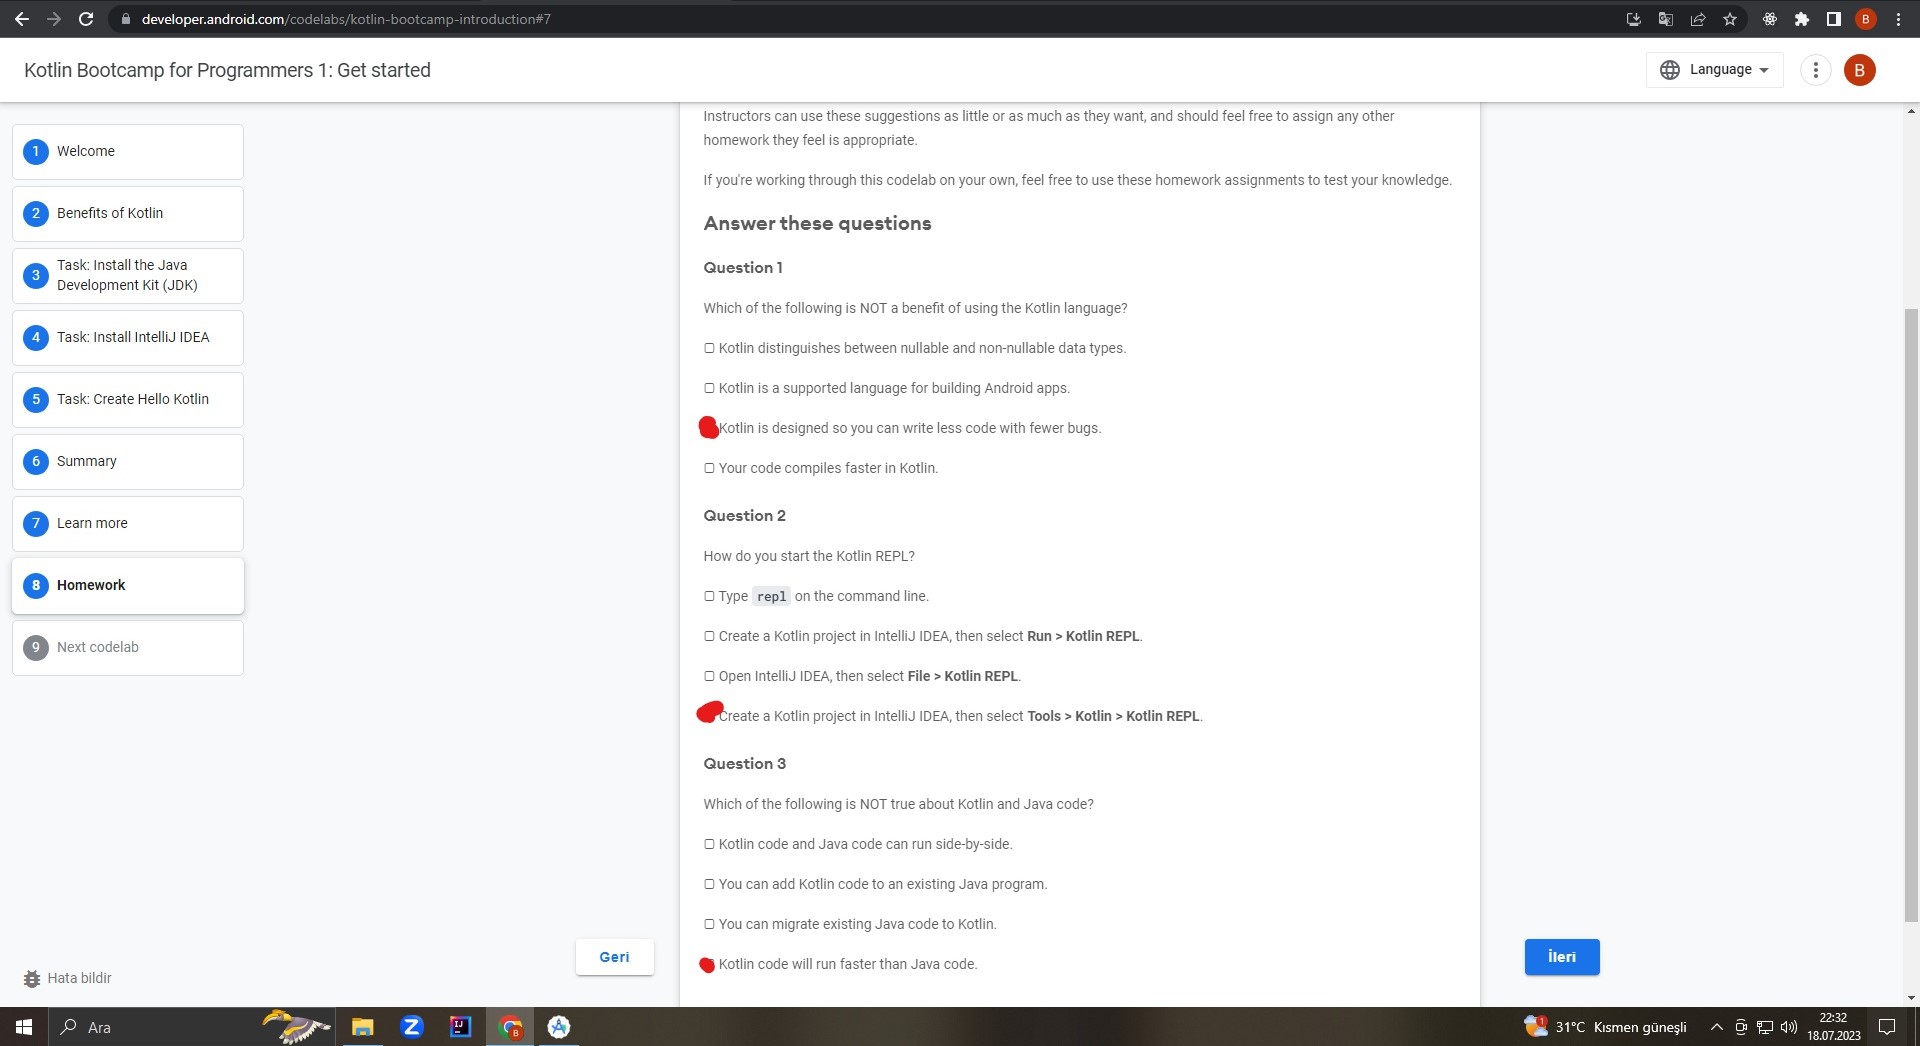 developer.android.com/codelabs/kotlin-bootcamp-introduction#7
B
Kotlin Bootcamp for Programmers 1: Get started
Language
B
1 Welcome
2 Benefits of Kotlin
3 Task: Install the Java
Development Kit (JDK)
4 Task: Install IntelliJ IDEA
5 Task: Create Hello Kotlin
6 Summary
7 Learn more
8 Homework
9 Next codelab
Hata bildir
Instructors can use these suggestions as little or as much as they want, and should feel free to assign any other
homework they feel is appropriate.
If you're working through this codelab on your own, feel free to use these homework assignments to test your knowledge.
Answer these questions
Question 1
Which of the following is NOT a benefit of using the Kotlin language?
Kotlin distinguishes between nullable and non-nullable data types.
Kotlin is a supported language for building Android apps.
Kotlin is designed so you can write less code with fewer bugs.
Your code compiles faster in Kotlin.
Question 2
How do you start the Kotlin REPL?
Type repl on the command line.
Create a Kotlin project in IntelliJ IDEA, then select Run > Kotlin REPL.
Open IntelliJ IDEA, then select File > Kotlin REPL.
Create a Kotlin project in IntelliJ IDEA, then select Tools > Kotlin > Kotlin REPL.
Question 3
Which of the following is NOT true about Kotlin and Java code?
Kotlin code and Java code can run side-by-side.
You can add Kotlin code to an existing Java program.
You can migrate existing Java code to Kotlin.
Kotlin code will run faster than Java code.
Geri
İleri
Ara
Z
IJ
B
1
31°C Kısmen güneşli
22:32
18.07.2023